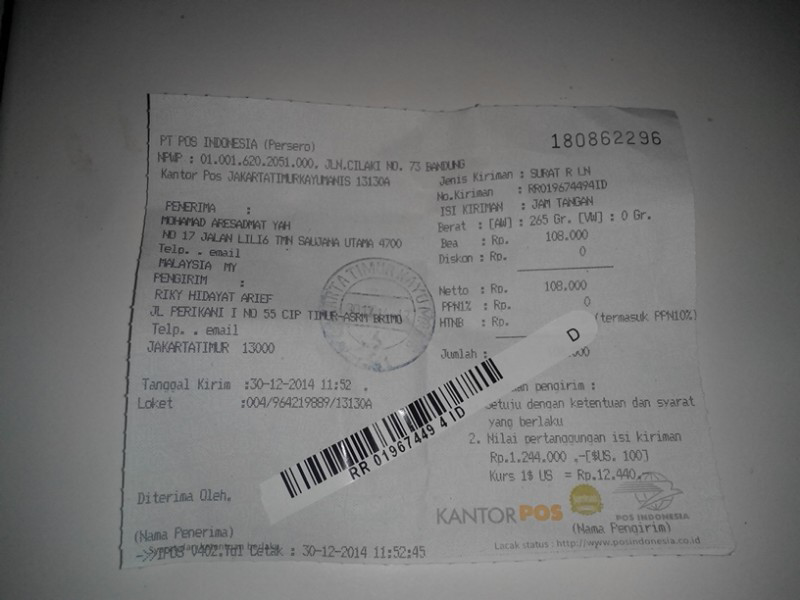 180862296
PT POS INDONESIA (Persero)
NPWP : 01.001.620.2051.000. JLN.CILAKI NO. 73 BANDUNG
Kantor Pos JAKARTATIMURKAYUMANIS 13130A
PENERIMA :
MOHAMAD ARESADMAT YAH
NO 17 JALAN LILI6 TMN SAUJAHA UTAMA 4700
Telp. . email
MALAYSIA MY
PENGIRIM :
RIKY HIDAYAT ARIEF
JL PERIKANI I NO 55 CIP TIMUR-ASRM BRIMO
Telp. . email
JAKARTATIMUR 13000
Tanggal Kirim :30-12-2014 11:52 .
Loket :004/964219889/13130A
Jenis Kiriman : SURAT R LN
No.Kiriman : RR019674494ID
ISI KIRIMAN : JAM TANGAN
Berat : [AW] : 265 Gr. [VW] : 0 Gr.
Bea : Rp. 108.000
Diskon : Rp. 0
Netto : Rp. 108.000
PPN1% : Rp. 0
HTNB : Rp. (termasuk PPN10%)
Jumlah :
D
RR 01967449 4 ID
pengirim :
setuju dengan ketentuan dan syarat
yang berlaku
2. Nilai pertanggungan isi kiriman
Rp.1.244.000 .-[$US. 100]
Kurs 1$ US = Rp.12.440.
Diterima Oleh,
(Nama Penerima)
KANTOR POS
POS INDONESIA
(Nama Pengirim)
Lacak status : http://www.posindonesia.co.id
->>IPOS 0402.Tgl Cetak : 30-12-2014 11:52:45